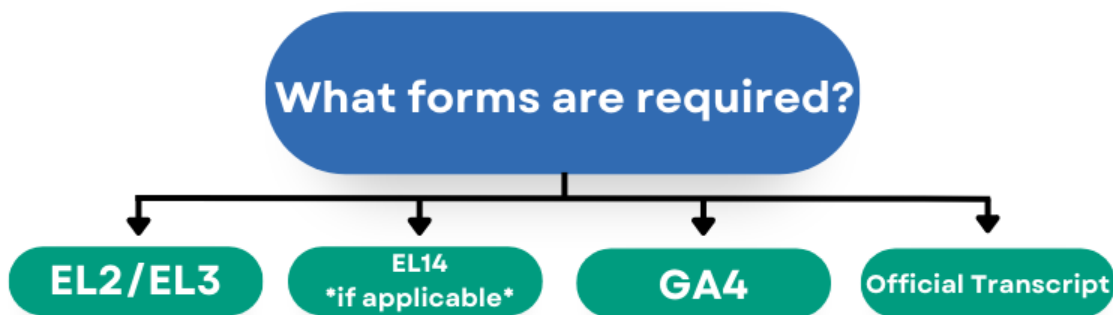 What forms are required?
EL2/EL3
EL14
*if applicable*
GA4
Official Transcript